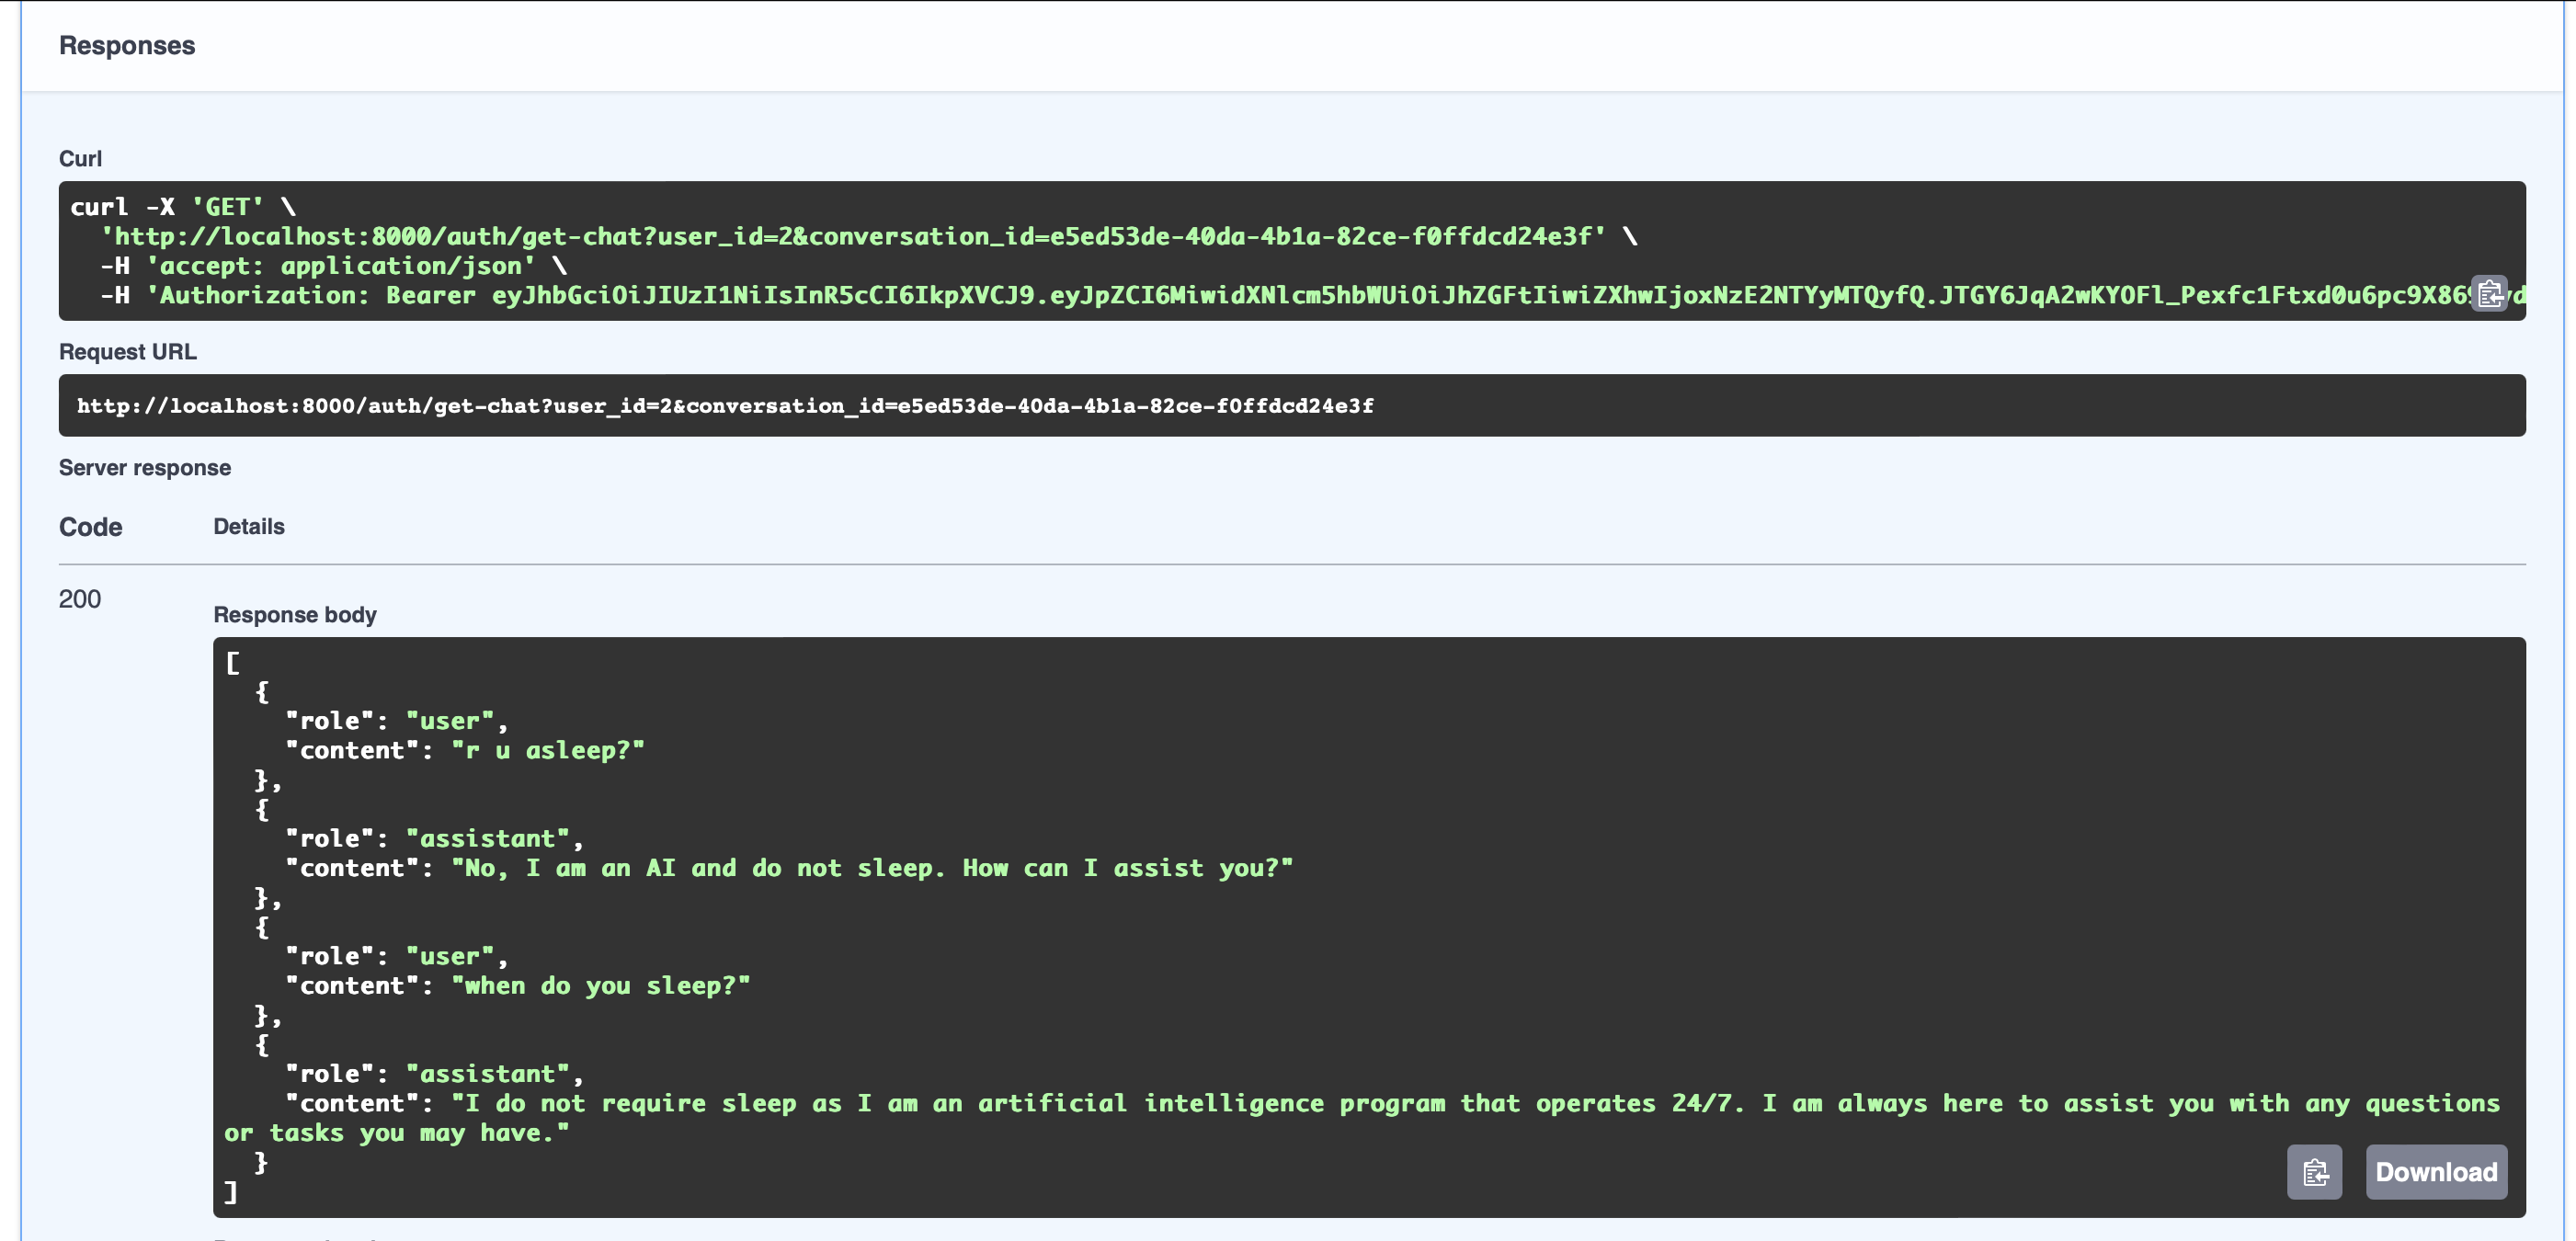 Responses
Curl
curl -X 'GET' \
'http://localhost:8000/auth/get-chat?user_id=2&conversation_id=e5ed53de-40da-4b1a-82ce-f0ffdcd24e3f' \
-H 'accept: application/json' \
-H 'Authorization: Bearer eyJhbGciOiJIUzI1NiIsInR5cCI6IkpXVCJ9.eyJpZCI6MiwidXNlcm5hbWUiOiJhZGFtIiwiZXhwIjoxNzE2NTYyMTQyfQ.JTGY6JqA2wKYOFl_Pexfc1Ftxd0u6pc9X869
Request URL
http://localhost:8000/auth/get-chat?user_id=2&conversation_id=e5ed53de-40da-4b1a-82ce-f0ffdcd24e3f
Server response
Code Details
200
Response body
[
{
"role": "user",
"content": "r u asleep?"
},
{
"role": "assistant",
"content": "No, I am an AI and do not sleep. How can I assist you?"
},
{
"role": "user",
"content": "when do you sleep?"
},
{
"role": "assistant",
"content": "I do not require sleep as I am an artificial intelligence program that operates 24/7. I am always here to assist you with any questions
or tasks you may have."
}
]
Download